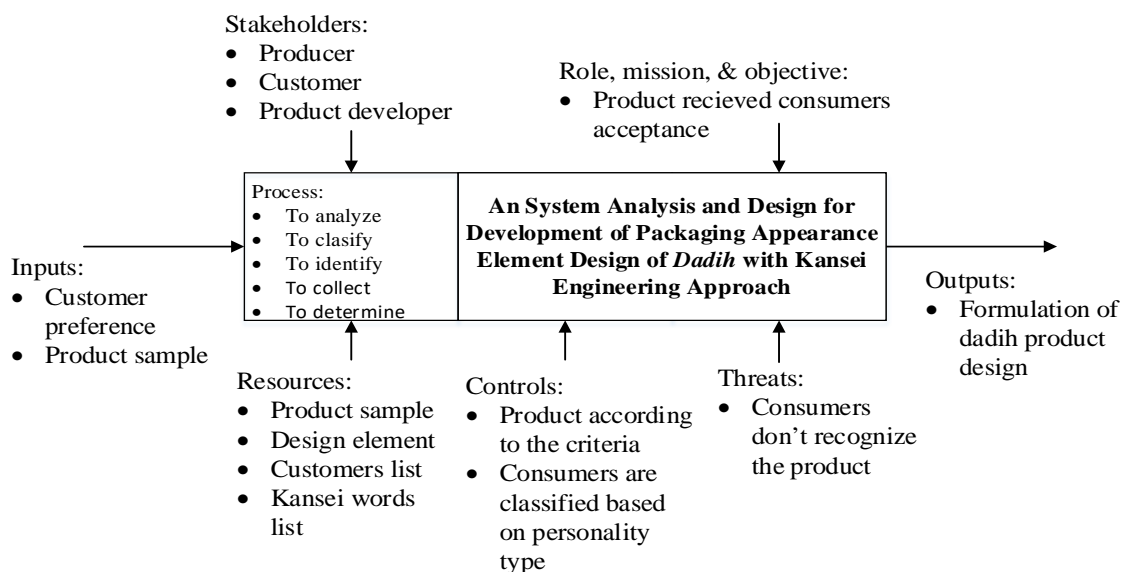 Stakeholders:
• Producer
• Customer
• Product developer
Role, mission, & objective:
• Product recieved consumers
acceptance
Process:
• To analyze
• To clasify
• To identify
• To collect
• To determine
An System Analysis and Design for
Development of Packaging Appearance
Element Design of Dadih with Kansei
Engineering Approach
Inputs:
• Customer
preference
• Product sample
Outputs:
• Formulation of
dadih product
design
Resources:
• Product sample
• Design element
• Customers list
• Kansei words
list
Controls:
• Product according
to the criteria
• Consumers are
classified based
on personality
type
Threats:
• Consumers
don’t recognize
the product